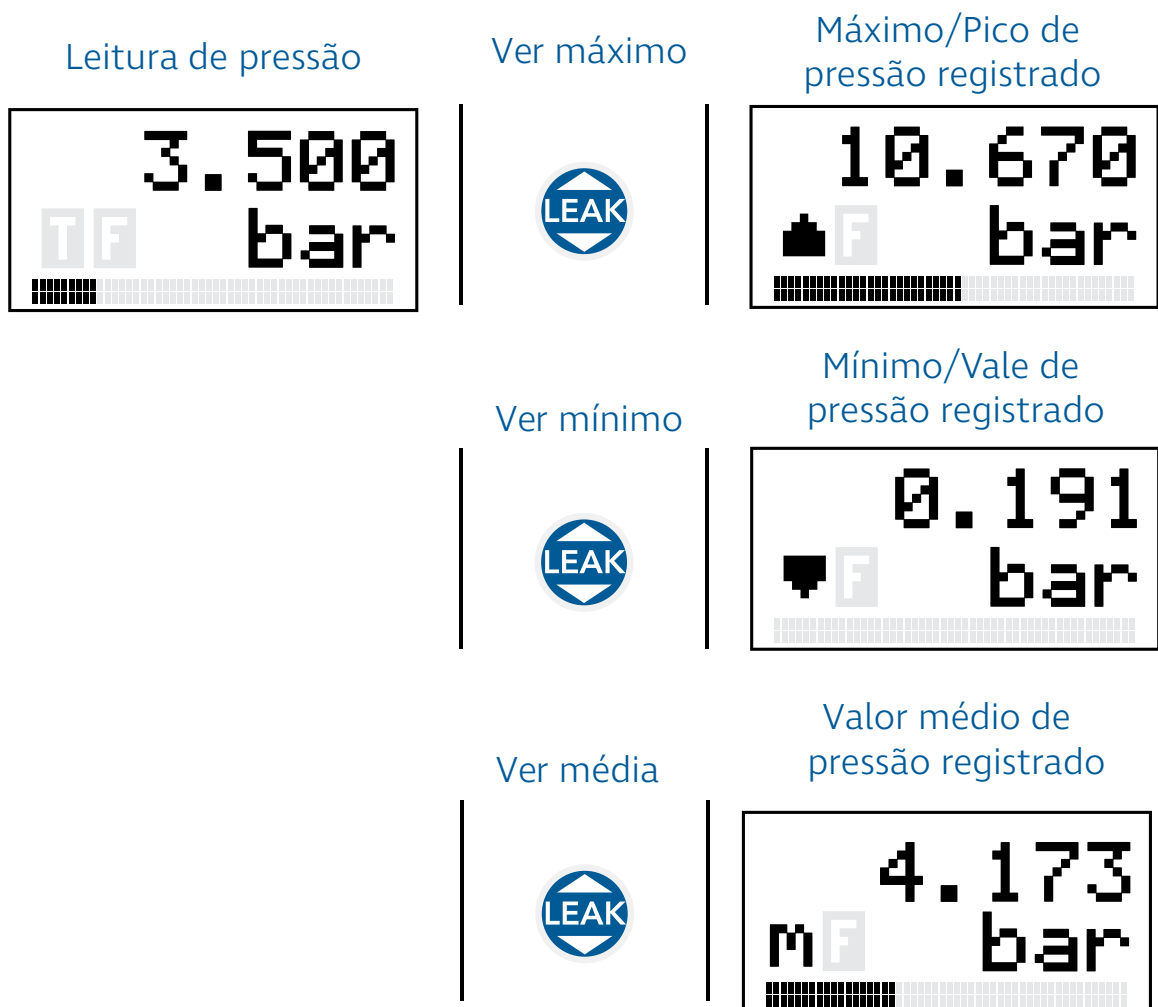 Leitura de pressão
3.500
T F bar
Ver máximo
LEAK
Máximo/Pico de
pressão registrado
10.670
F bar
Ver mínimo
LEAK
Mínimo/Vale de
pressão registrado
0.191
F bar
Ver média
LEAK
Valor médio de
pressão registrado
4.173
m F bar